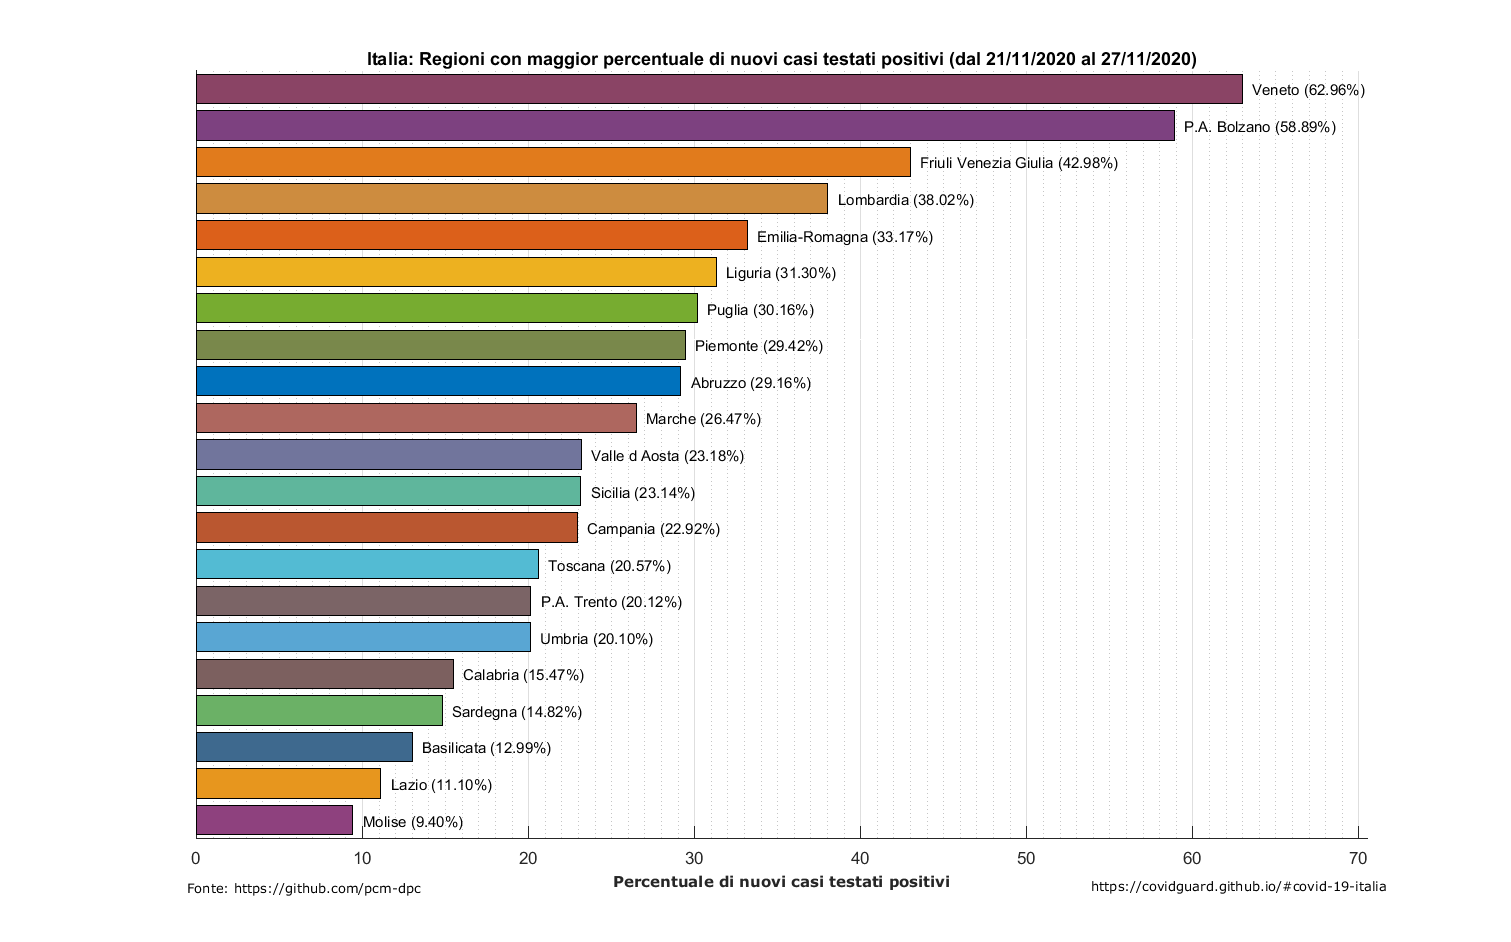 Italia: Regioni con maggior percentuale di nuovi casi testati positivi (dal 21/11/2020 al 27/11/2020)
Veneto (62.96%)
P.A. Bolzano (58.89%)
Friuli Venezia Giulia (42.98%)
Lombardia (38.02%)
Emilia-Romagna (33.17%)
Liguria (31.30%)
Puglia (30.16%)
Piemonte (29.42%)
Abruzzo (29.16%)
Marche (26.47%)
Valle d Aosta (23.18%)
Sicilia (23.14%)
Campania (22.92%)
Toscana (20.57%)
P.A. Trento (20.12%)
Umbria (20.10%)
Calabria (15.47%)
Sardegna (14.82%)
Basilicata (12.99%)
Lazio (11.10%)
Molise (9.40%)
0 10 20 30 40 50 60 70
Percentuale di nuovi casi testati positivi
Fonte: https://github.com/pcm-dpc
https://covidguard.github.io/#covid-19-italia